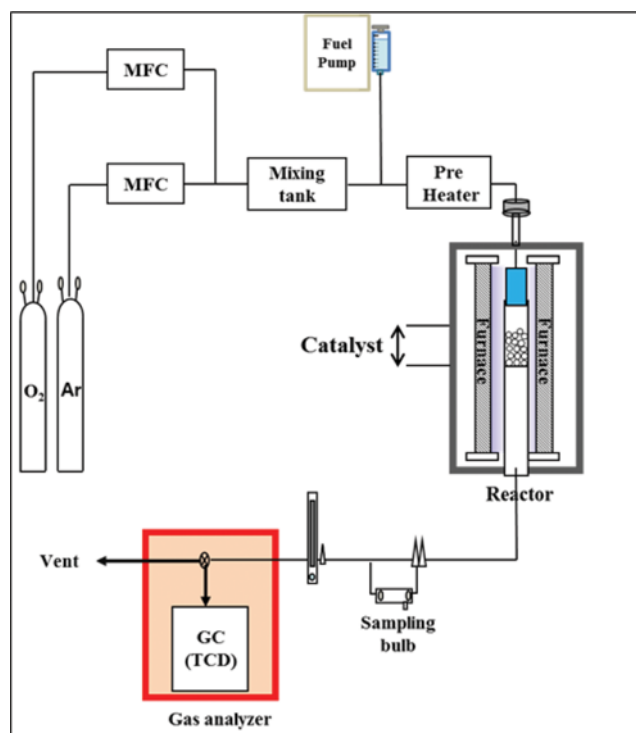 Fuel
Pump
MFC
MFC
Mixing
tank
Pre
Heater
O₂
Ar
Catalyst
Furnace
Furnace
Reactor
Vent
GC
(TCD)
Sampling
bulb
Gas analyzer